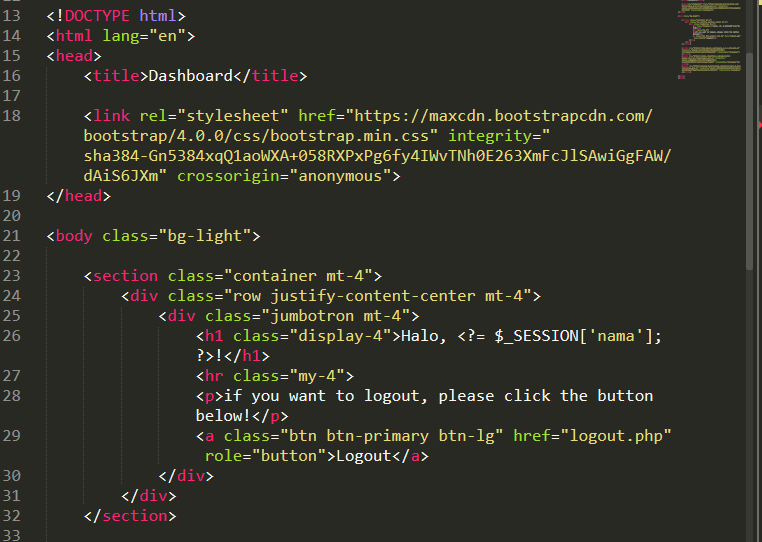 13 <!DOCTYPE html>
14 <html lang="en">
15 <head>
16 <title>Dashboard</title>
17
18 <link rel="stylesheet" href="https://maxcdn.bootstrapcdn.com/
bootstrap/4.0.0/css/bootstrap.min.css" integrity="
sha384-Gn5384xqQ1aoWXA+058RXPxPg6fy4IWvTNh0E263XmFcJlSAwiGgFAW/
dAiS6JXm" crossorigin="anonymous">
19 </head>
20
21 <body class="bg-light">
22
23 <section class="container mt-4">
24 <div class="row justify-content-center mt-4">
25 <div class="jumbotron mt-4">
26 <h1 class="display-4">Halo, <?= $_SESSION['nama'];
?>!</h1>
27 <hr class="my-4">
28 <p>if you want to logout, please click the button
below!</p>
29 <a class="btn btn-primary btn-lg" href="logout.php"
role="button">Logout</a>
30 </div>
31 </div>
32 </section>
33